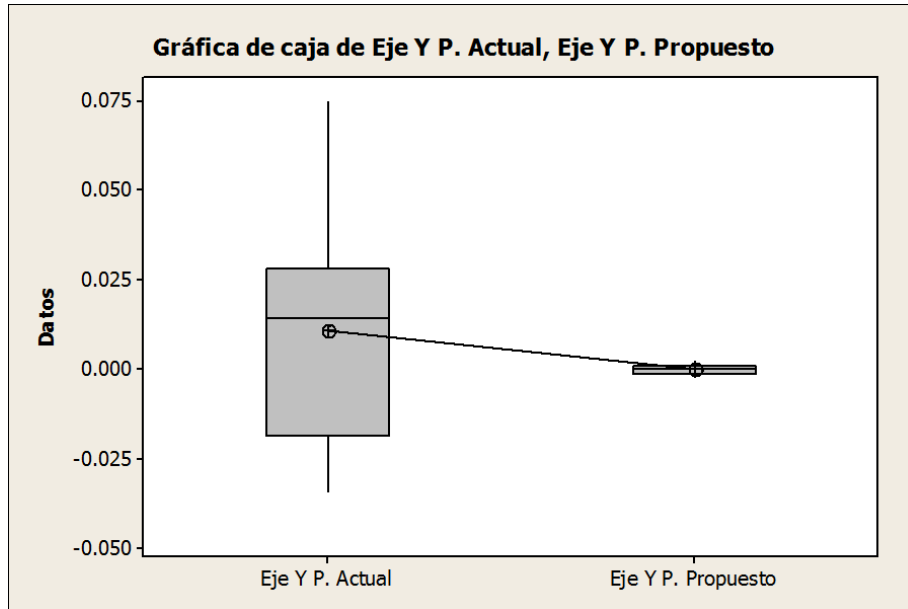 Gráfica de caja de Eje Y P. Actual, Eje Y P. Propuesto
0.075
0.050
0.025
0.000
-0.025
-0.050
Datos
Eje Y P. Actual
Eje Y P. Propuesto